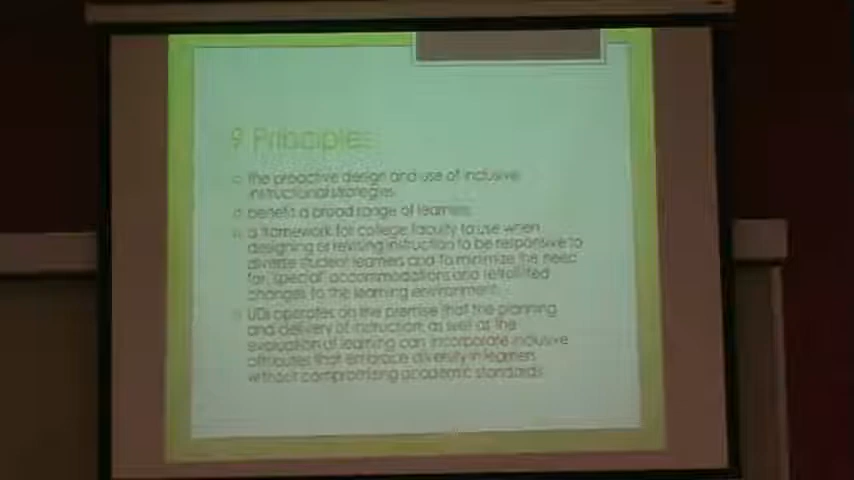 9 Principles:
the proactive design and use of inclusive
instructional strategies
benefit a broad range of learners
a framework for college faculty to use when
designing or revising instruction to be responsive to
diverse student learners and to minimize the need
for "special" accommodations and retrofitted
changes to the learning environment.
UDI operates on the premise that the planning
and delivery of instruction, as well as the
evaluation of learning can incorporate inclusive
attributes that embrace diversity in learners
without compromising academic standards.